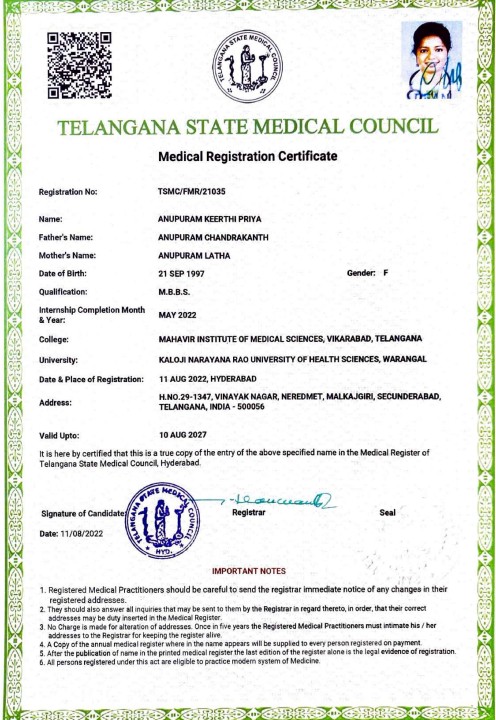 TELANGANA STATE MEDICAL COUNCIL
TELANGANA STATE MEDICAL COUNCIL
Medical Registration Certificate
Registration No: TSMC/FMR/21035
Name: ANUPURAM KEERTHI PRIYA
Father's Name: ANUPURAM CHANDRAKANTH
Mother's Name: ANUPURAM LATHA
Date of Birth: 21 SEP 1997 Gender: F
Qualification: M.B.B.S.
Internship Completion Month
& Year: MAY 2022
College: MAHAVIR INSTITUTE OF MEDICAL SCIENCES, VIKARABAD, TELANGANA
University: KALOJI NARAYANA RAO UNIVERSITY OF HEALTH SCIENCES, WARANGAL
Date & Place of Registration: 11 AUG 2022, HYDERABAD
Address: H.NO.29-1347, VINAYAK NAGAR, NEREDMET, MALKAJGIRI, SECUNDERABAD,
TELANGANA, INDIA - 500056
Valid Upto: 10 AUG 2027
It is here by certified that this is a true copy of the entry of the above specified name in the Medical Register of
Telangana State Medical Council, Hyderabad.
TELANGANA STATE MEDICAL COUNCIL
HYD.
Signature of Candidate Registrar Seal
Date: 11/08/2022
IMPORTANT NOTES
1. Registered Medical Practitioners should be careful to send the registrar immediate notice of any changes in their
registered addresses.
2. They should also answer all inquiries that may be sent to them by the Registrar in regard thereto, in order, that their correct
addresses may be duty inserted in the Medical Register.
3. No Charge is made for alteration of addresses. Once in five years the Registered Medical Practitioners must intimate his / her
addresses to the Registrar for keeping the register alive.
4. A Copy of the annual medical register where in the name appears will be supplied to every person registered on payment.
5. After the publication of name in the printed medical register the last edition of the register alone is the legal evidence of registration.
6. All persons registered under this act are eligible to practice modern system of Medicine.